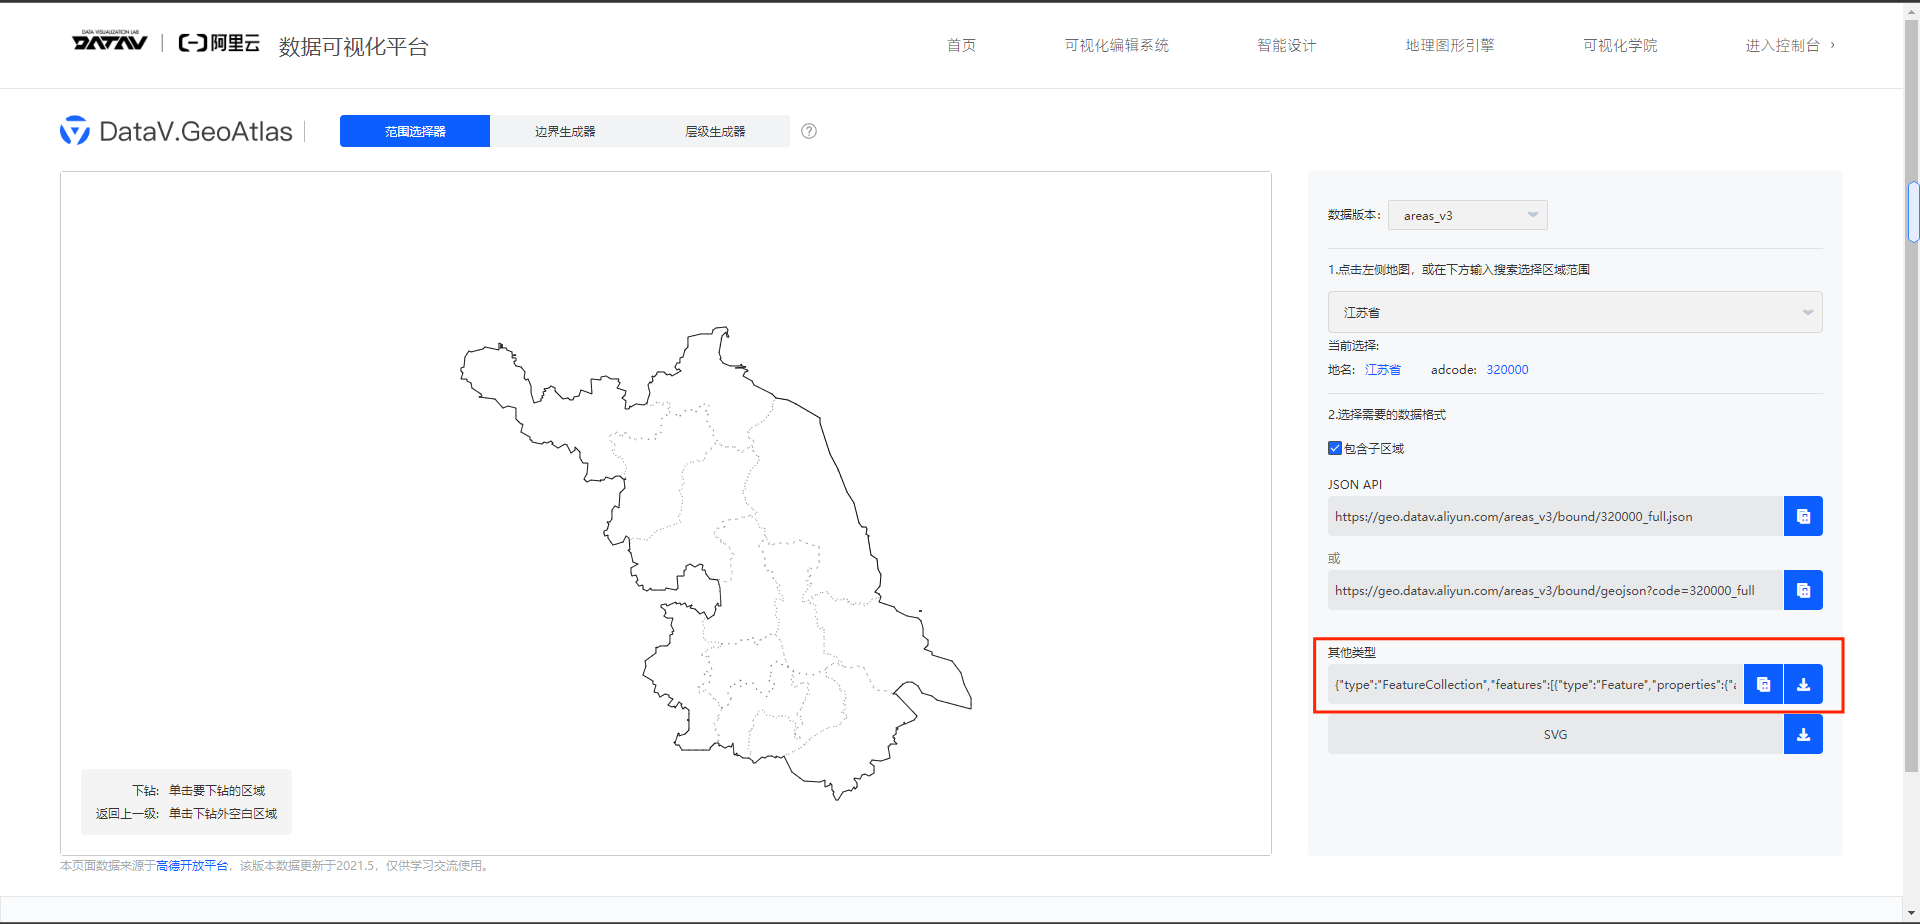 DATA VISUALIZATION LAB
DATAV
阿里云
数据可视化平台
首页
可视化编辑系统
智能设计
地理图形引擎
可视化学院
进入控制台 ›
DataV.GeoAtlas
范围选择器
边界生成器
层级生成器
?
数据版本:
areas_v3
1.点击左侧地图，或在下方输入搜索选择区域范围
江苏省
当前选择:
地名: 江苏省 adcode: 320000
2.选择需要的数据格式
包含子区域
JSON API
https://geo.datav.aliyun.com/areas_v3/bound/320000_full.json
或
https://geo.datav.aliyun.com/areas_v3/bound/geojson?code=320000_full
其他类型
{"type":"FeatureCollection","features":[{"type":"Feature","properties":{"a
SVG
下钻: 单击要下钻的区域
返回上一级: 单击下钻外空白区域
本页面数据来源于高德开放平台，该版本数据更新于2021.5，仅供学习交流使用。